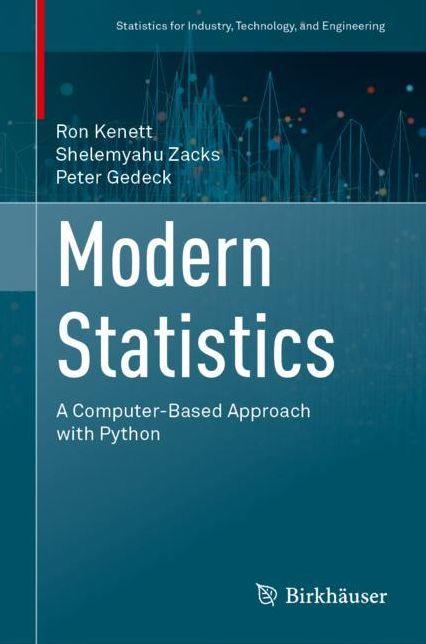 Statistics for Industry, Technology, and Engineering
Ron Kenett
Shelemyahu Zacks
Peter Gedeck
Modern
Statistics
A Computer-Based Approach
with Python
Birkhäuser